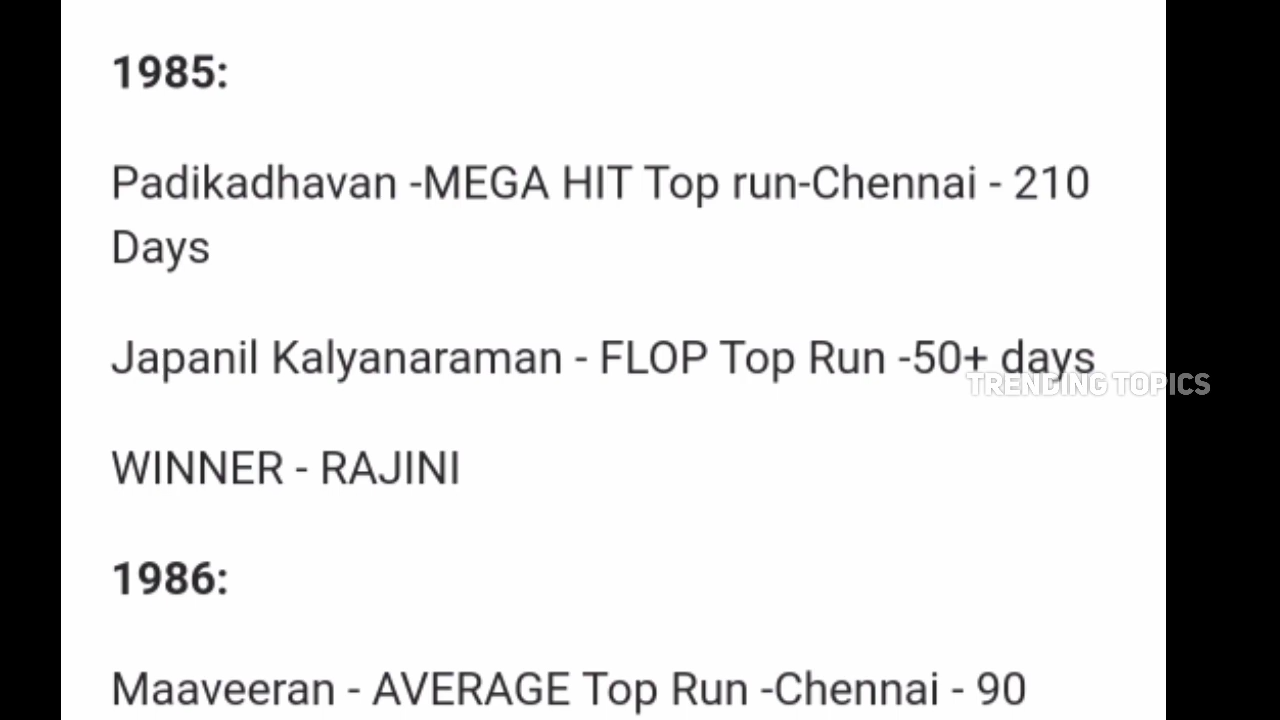 1985:
Padikadhavan -MEGA HIT Top run-Chennai - 210
Days
Japanil Kalyanaraman - FLOP Top Run -50+ days
TRENDING TOPICS
WINNER - RAJINI
1986:
Maaveeran - AVERAGE Top Run -Chennai - 90